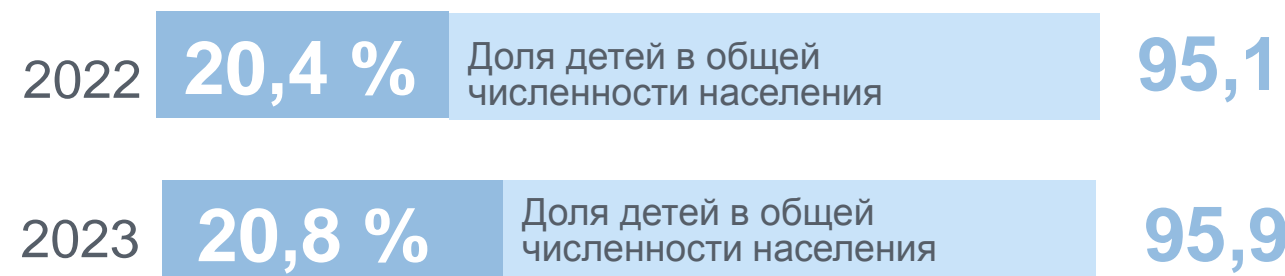 2022 20,4 % Доля детей в общей
численности населения 95,1
2023 20,8 % Доля детей в общей
численности населения 95,9